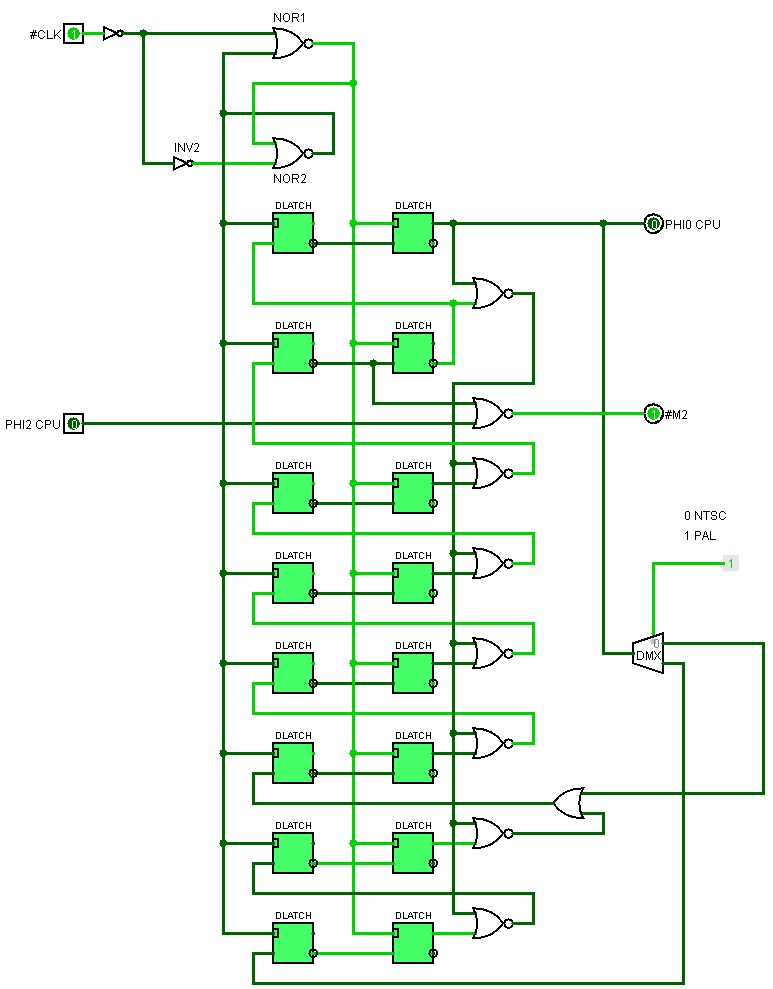 NOR1
#CLK 1
INV2
NOR2
DLATCH DLATCH
0 PHI0 CPU
DLATCH DLATCH
1 #M2
PHI2 CPU 0
DLATCH DLATCH
0 NTSC
1 PAL
DLATCH DLATCH
1
0
DMX
DLATCH DLATCH
DLATCH DLATCH
DLATCH DLATCH
DLATCH DLATCH